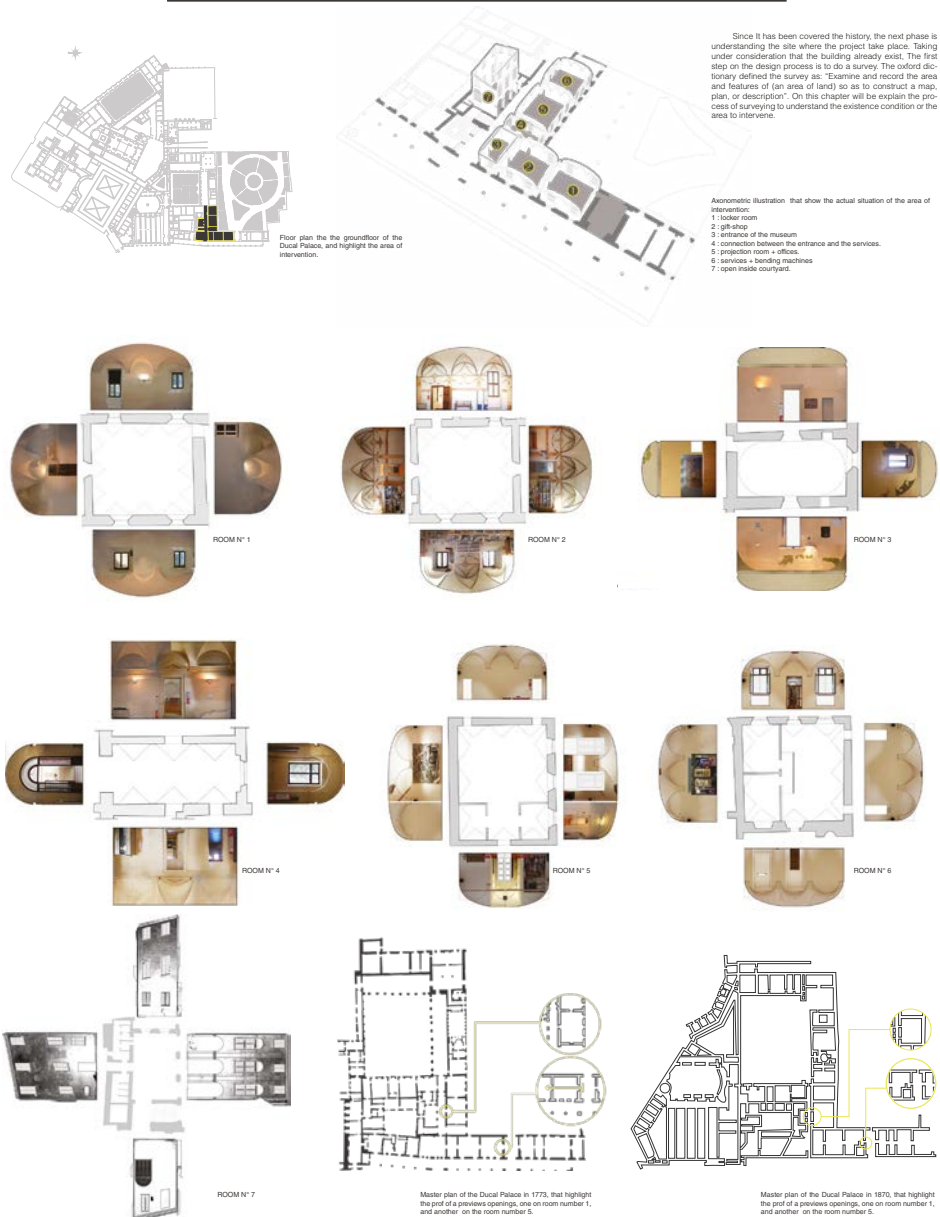 Since It has been covered the history, the next phase is
understanding the site where the project take place. Taking
under consideration that the building already exist, The first
step on the design process is to do a survey. The oxford dic-
tionary defined the survey as: “Examine and record the area
and features of (an area of land) so as to construct a map,
plan, or description”. On this chapter will be explain the pro-
cess of surveying to understand the existence condition or the
area to intervene.
Floor plan the the groundfloor of the
Ducal Palace, and highlight the area of
intervention.
7
6
5
4
3
2
1
Axonometric illustration that show the actual situation of the area of
intervention:
1 : locker room
2 : gift-shop
3 : entrance of the museum
4 : connection between the entrance and the services.
5 : projection room + offices.
6 : services + bending machines
7 : open inside courtyard.
ROOM N° 1
ROOM N° 2
ROOM N° 3
ROOM N° 4
ROOM N° 5
ROOM N° 6
ROOM N° 7
Master plan of the Ducal Palace in 1773, that highlight
the prof of a previews openings, one on room number 1,
and another on the room number 5.
Master plan of the Ducal Palace in 1870, that highlight
the prof of a previews openings, one on room number 1,
and another on the room number 5.